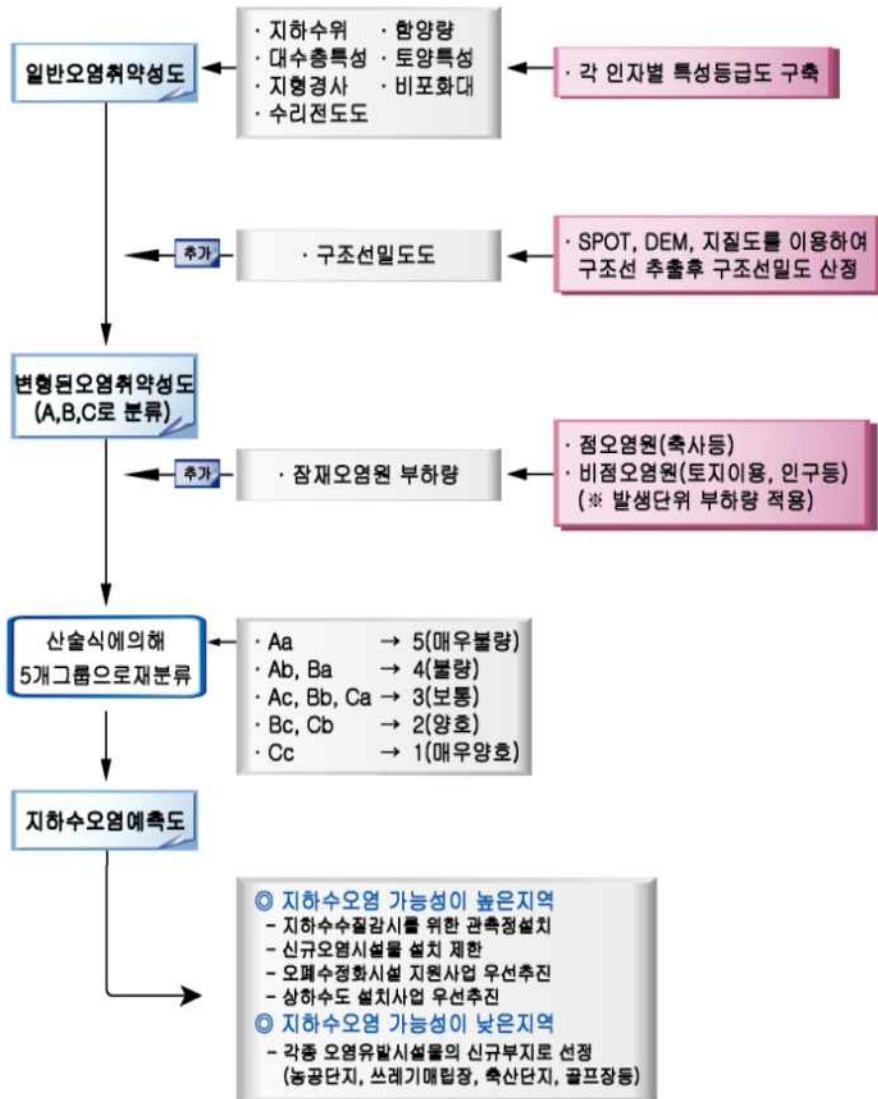 일반오염취약성도
· 지하수위 · 함양량
· 대수층특성 · 토양특성
· 지형경사 · 비포화대
· 수리전도도
· 각 인자별 특성등급도 구축
추가
· 구조선밀도도
· SPOT, DEM, 지질도를 이용하여
구조선 추출후 구조선밀도 산정
변형된오염취약성도
(A,B,C로 분류)
추가
· 잠재오염원 부하량
· 점오염원(축사등)
· 비점오염원(토지이용, 인구등)
(※ 발생단위 부하량 적용)
산술식에의해
5개그룹으로재분류
· Aa → 5(매우불량)
· Ab, Ba → 4(불량)
· Ac, Bb, Ca → 3(보통)
· Bc, Cb → 2(양호)
· Cc → 1(매우양호)
지하수오염예측도
◎ 지하수오염 가능성이 높은지역
- 지하수수질감시를 위한 관측정설치
- 신규오염시설물 설치 제한
- 오폐수정화시설 지원사업 우선추진
- 상하수도 설치사업 우선추진
◎ 지하수오염 가능성이 낮은지역
- 각종 오염유발시설물의 신규부지로 선정
(농공단지, 쓰레기매립장, 축산단지, 골프장등)